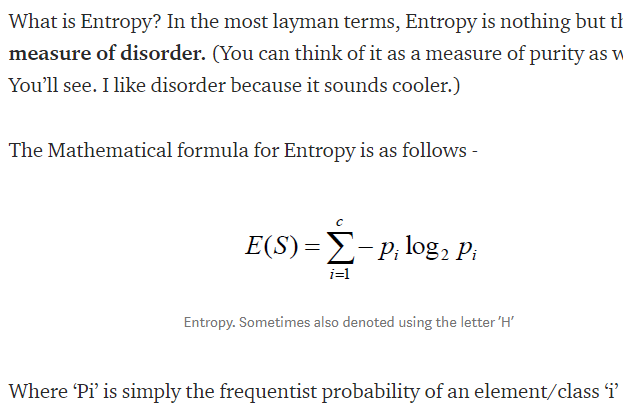 What is Entropy? In the most layman terms, Entropy is nothing but
measure of disorder. (You can think of it as a measure of purity as
You’ll see. I like disorder because it sounds cooler.)
The Mathematical formula for Entropy is as follows -
E(S) = ∑_{i=1}^{c} − p_i log_2 p_i
Entropy. Sometimes also denoted using the letter ‘H’
Where ‘Pi’ is simply the frequentist probability of an element/class ‘i’